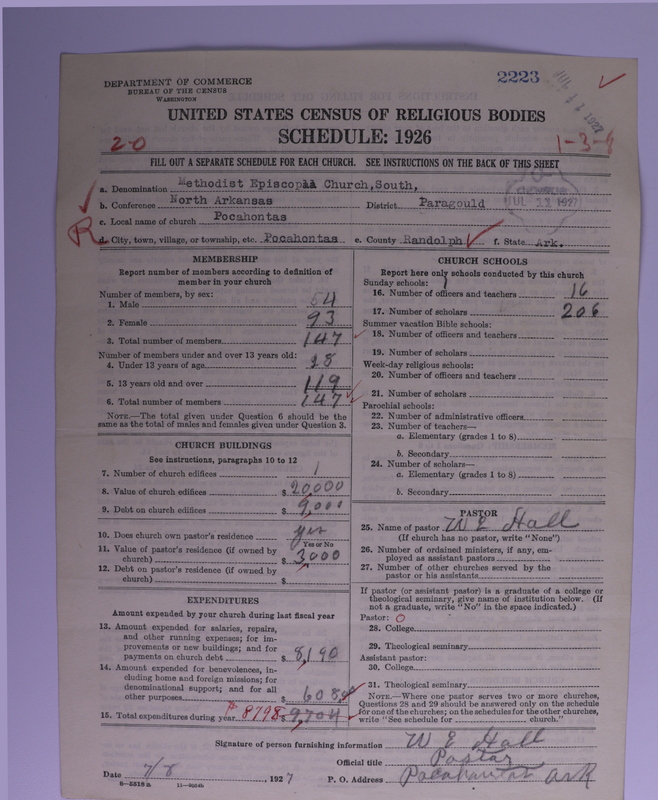 DEPARTMENT OF COMMERCE
BUREAU OF THE CENSUS
WASHINGTON
2223
UNITED STATES CENSUS OF RELIGIOUS BODIES
SCHEDULE: 1926
20
1-3-8
FILL OUT A SEPARATE SCHEDULE FOR EACH CHURCH. SEE INSTRUCTIONS ON THE BACK OF THIS SHEET
a. Denomination Methodist Episcopal Church,South,
b. Conference North Arkansas District Paragould
c. Local name of church Pocahontas
R d. City, town, village, or township, etc. Pocahontas e. County Randolph f. State Ark.
MEMBERSHIP
Report number of members according to definition of
member in your church
Number of members, by sex:
1. Male 54
2. Female 93
3. Total number of members 147
Number of members under and over 13 years old:
4. Under 13 years of age 28
5. 13 years old and over 119
6. Total number of members 147
NOTE.—The total given under Question 6 should be the
same as the total of males and females given under Question 3.
CHURCH BUILDINGS
See instructions, paragraphs 10 to 12
7. Number of church edifices 1
8. Value of church edifices $ 20,000
9. Debt on church edifices $ 9,000
10. Does church own pastor's residence yes
Yes or No
11. Value of pastor's residence (if owned by
church) $ 3000
12. Debt on pastor's residence (if owned by
church) $
EXPENDITURES
Amount expended by your church during last fiscal year
13. Amount expended for salaries, repairs,
and other running expenses; for im-
provements or new buildings; and for
payments on church debt $ 8,190
14. Amount expended for benevolences, in-
cluding home and foreign missions; for
denominational support; and for all
other purposes $ 608
15. Total expenditures during year $8798 $ 9,704
CHURCH SCHOOLS
Report here only schools conducted by this church
Sunday schools: 1
16. Number of officers and teachers 16
17. Number of scholars 206
Summer vacation Bible schools:
18. Number of officers and teachers
19. Number of scholars
Week-day religious schools:
20. Number of officers and teachers
21. Number of scholars
Parochial schools:
22. Number of administrative officers
23. Number of teachers—
a. Elementary (grades 1 to 8)
b. Secondary
24. Number of scholars—
a. Elementary (grades 1 to 8)
b. Secondary
PASTOR
25. Name of pastor W E Hall
(If church has no pastor, write "None")
26. Number of ordained ministers, if any, em-
ployed as assistant pastors
27. Number of other churches served by the
pastor or his assistants
If pastor (or assistant pastor) is a graduate of a college or
theological seminary, give name of institution below. (If
not a graduate, write "No" in the space indicated.)
Pastor: O
28. College
29. Theological seminary
Assistant pastor:
30. College
31. Theological seminary
NOTE.—Where one pastor serves two or more churches,
Questions 28 and 29 should be answered only on the schedule
for one of the churches; on the schedules for the other churches,
write "See schedule for church."
Signature of person furnishing information W E Hall
Official title Pastor
Date 7/8, 1927 P. O. Address Pocahontas Ark
8-5518a 11-9054b